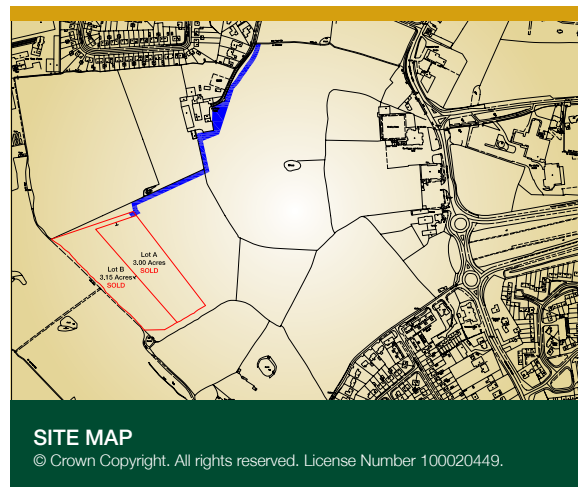 Lot A
3.00 Acres
SOLD
Lot B
3.15 Acres
SOLD
SITE MAP
© Crown Copyright. All rights reserved. License Number 100020449.